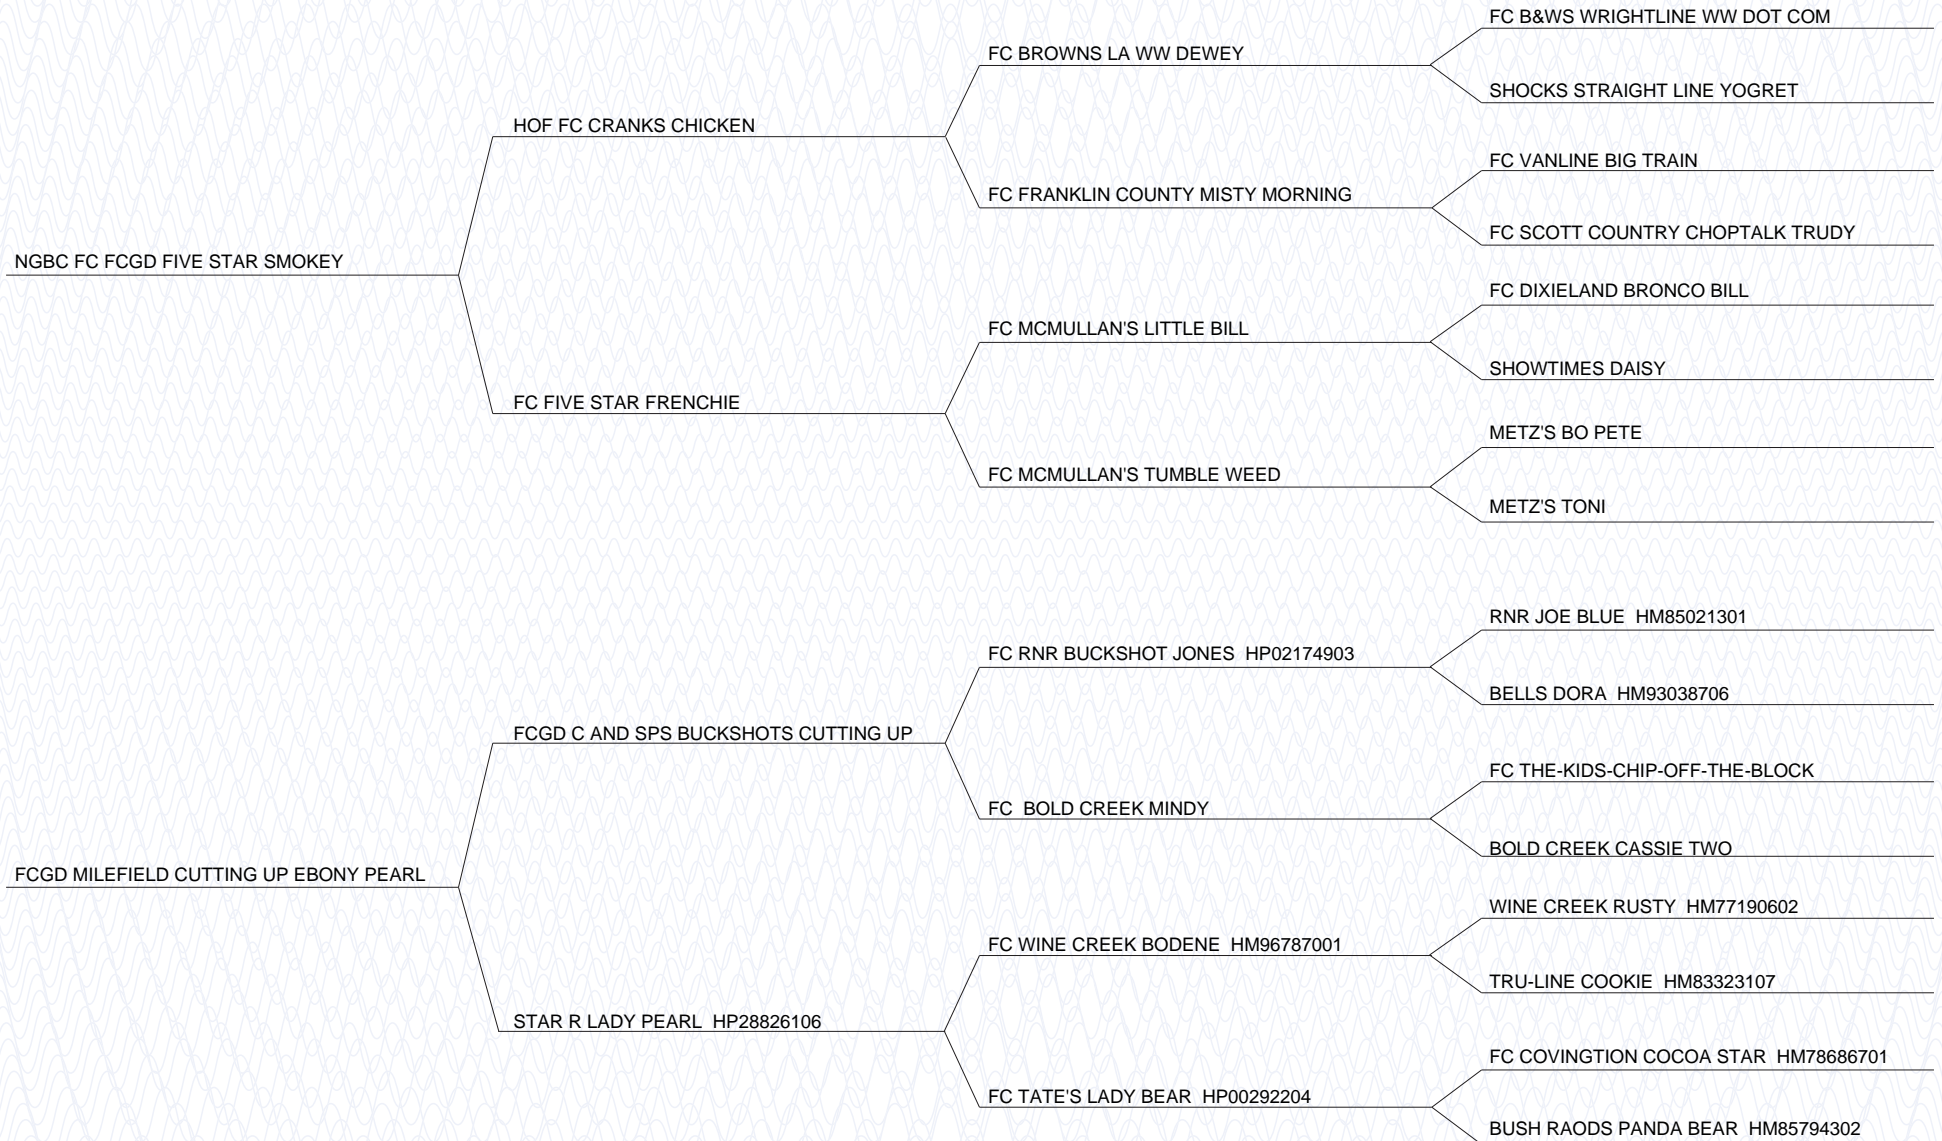 FC B&WS WRIGHTLINE WW DOT COM
FC BROWNS LA WW DEWEY
SHOCKS STRAIGHT LINE YOGRET
HOF FC CRANKS CHICKEN
FC VANLINE BIG TRAIN
FC FRANKLIN COUNTY MISTY MORNING
FC SCOTT COUNTRY CHOPTALK TRUDY
NGBC FC FCGD FIVE STAR SMOKEY
FC DIXIELAND BRONCO BILL
FC MCMULLAN'S LITTLE BILL
SHOWTIMES DAISY
FC FIVE STAR FRENCHIE
METZ'S BO PETE
FC MCMULLAN'S TUMBLE WEED
METZ'S TONI
RNR JOE BLUE HM85021301
FC RNR BUCKSHOT JONES HP02174903
BELLS DORA HM93038706
FCGD C AND SPS BUCKSHOTS CUTTING UP
FC THE-KIDS-CHIP-OFF-THE-BLOCK
FC BOLD CREEK MINDY
BOLD CREEK CASSIE TWO
FCGD MILEFIELD CUTTING UP EBONY PEARL
WINE CREEK RUSTY HM77190602
FC WINE CREEK BODENE HM96787001
TRU-LINE COOKIE HM83323107
STAR R LADY PEARL HP28826106
FC COVINGTION COCOA STAR HM78686701
FC TATE'S LADY BEAR HP00292204
BUSH RAODS PANDA BEAR HM85794302